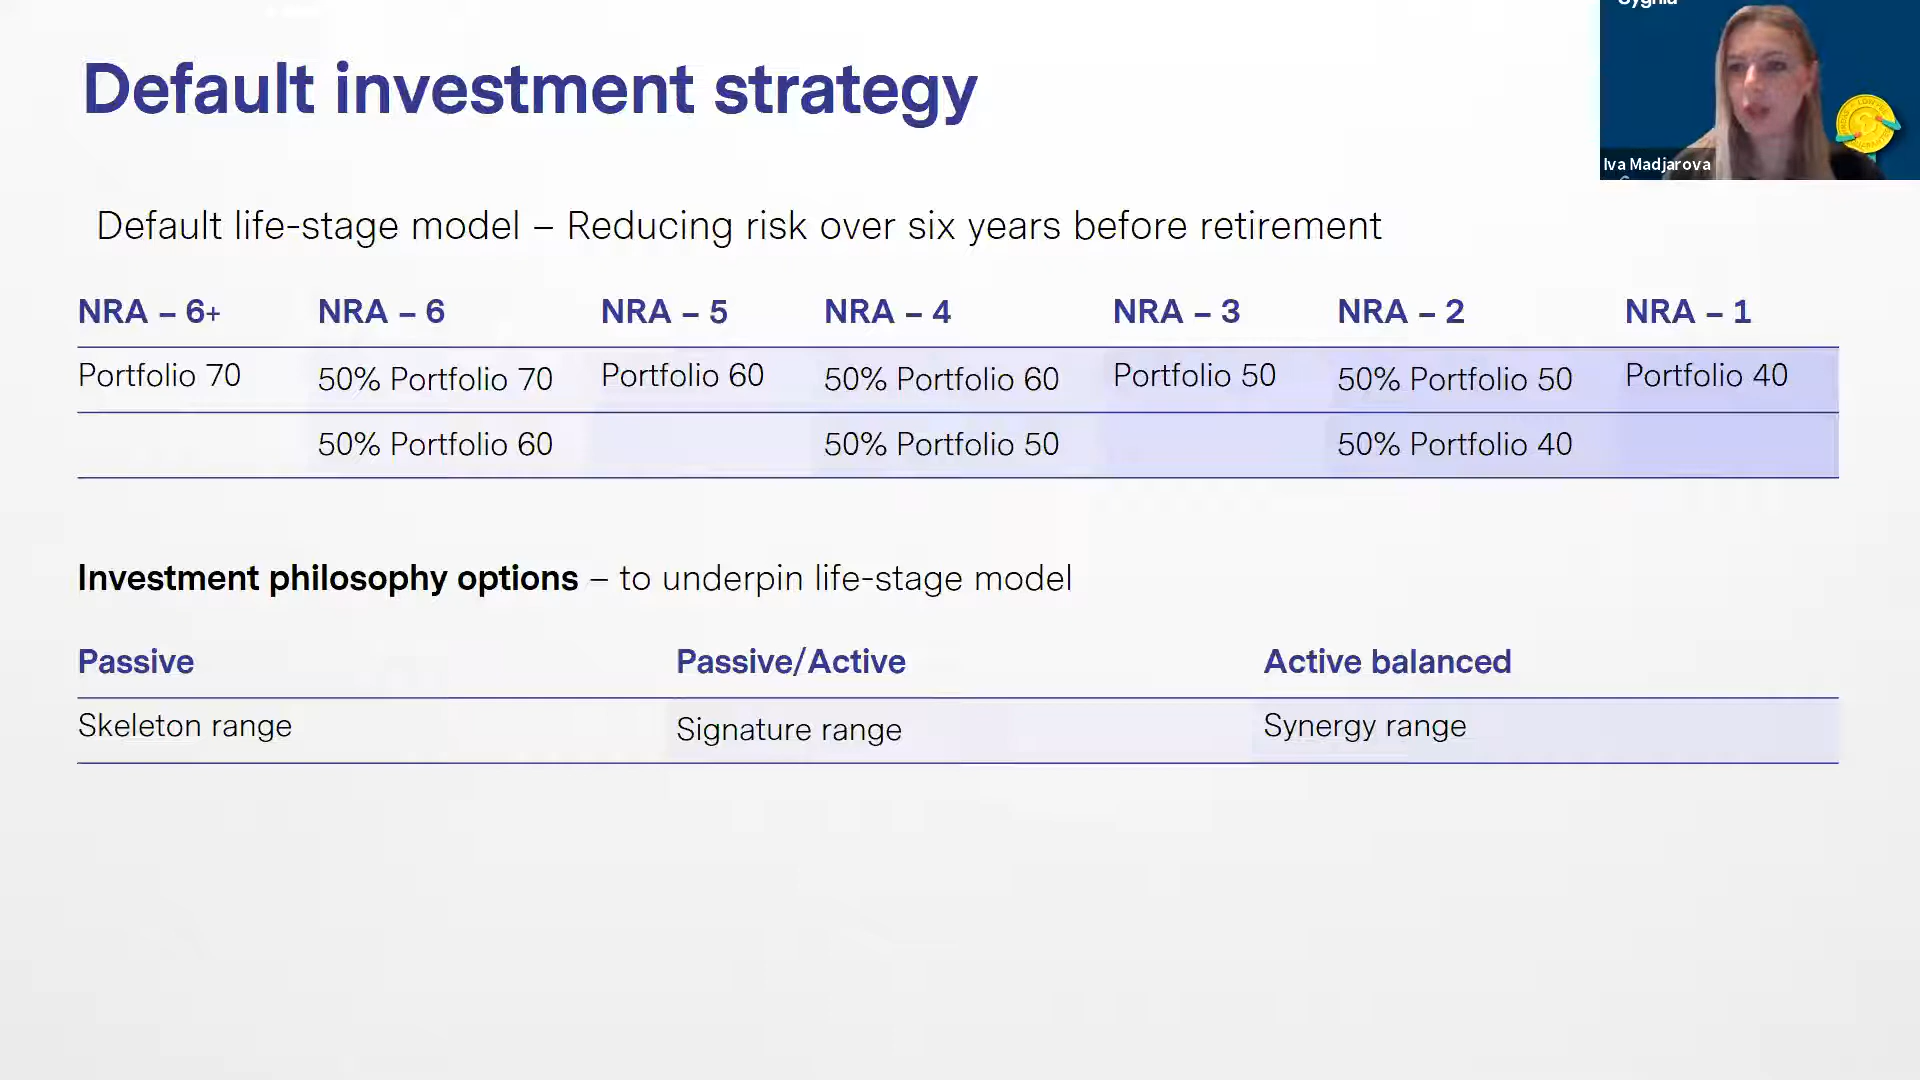 Default investment strategy
Iva Madjarova
Default life-stage model – Reducing risk over six years before retirement
NRA – 6+ NRA – 6 NRA – 5 NRA – 4 NRA – 3 NRA – 2 NRA – 1
Portfolio 70 50% Portfolio 70 Portfolio 60 50% Portfolio 60 Portfolio 50 50% Portfolio 50 Portfolio 40
50% Portfolio 60 50% Portfolio 50 50% Portfolio 40
Investment philosophy options – to underpin life-stage model
Passive Passive/Active Active balanced
Skeleton range Signature range Synergy range